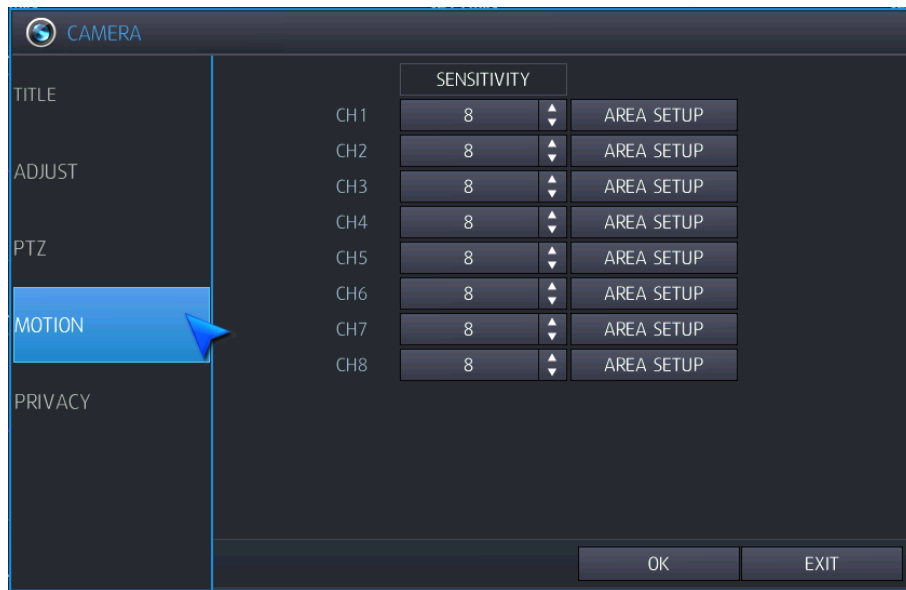 CAMERA
TITLE
ADJUST
PTZ
MOTION
PRIVACY
SENSITIVITY
CH1 8 AREA SETUP
CH2 8 AREA SETUP
CH3 8 AREA SETUP
CH4 8 AREA SETUP
CH5 8 AREA SETUP
CH6 8 AREA SETUP
CH7 8 AREA SETUP
CH8 8 AREA SETUP
OK EXIT